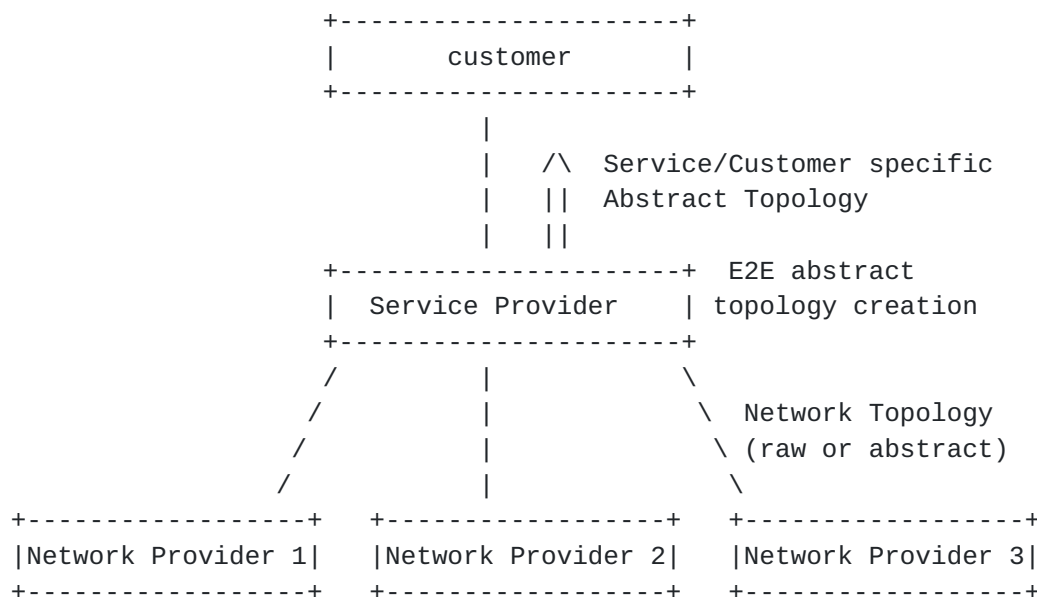 customer
/\ Service/Customer specific
|| Abstract Topology
||
E2E abstract
Service Provider topology creation
Network Topology
(raw or abstract)
Network Provider 1 Network Provider 2 Network Provider 3